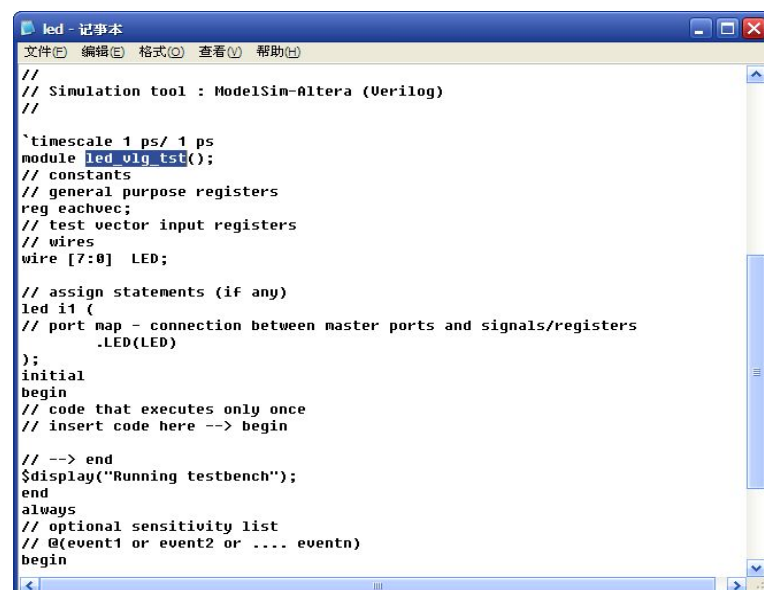 led - 记事本
文件(F) 编辑(E) 格式(O) 查看(V) 帮助(H)
//
// Simulation tool : ModelSim-Altera (Verilog)
//
`timescale 1 ps/ 1 ps
module led_vlg_tst();
// constants
// general purpose registers
reg eachvec;
// test vector input registers
// wires
wire [7:0]  LED;
// assign statements (if any)
led i1 (
// port map - connection between master ports and signals/registers
        .LED(LED)
);
initial
begin
// code that executes only once
// insert code here --> begin
// --> end
$display("Running testbench");
end
always
// optional sensitivity list
// @(event1 or event2 or .... eventn)
begin